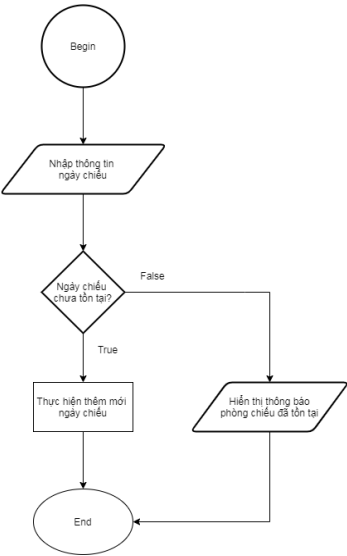 Begin
Nhập thông tin
ngày chiếu
Ngày chiếu
chưa tồn tại?
False
True
Thực hiện thêm mới
ngày chiếu
Hiển thị thông báo
phòng chiếu đã tồn tại
End